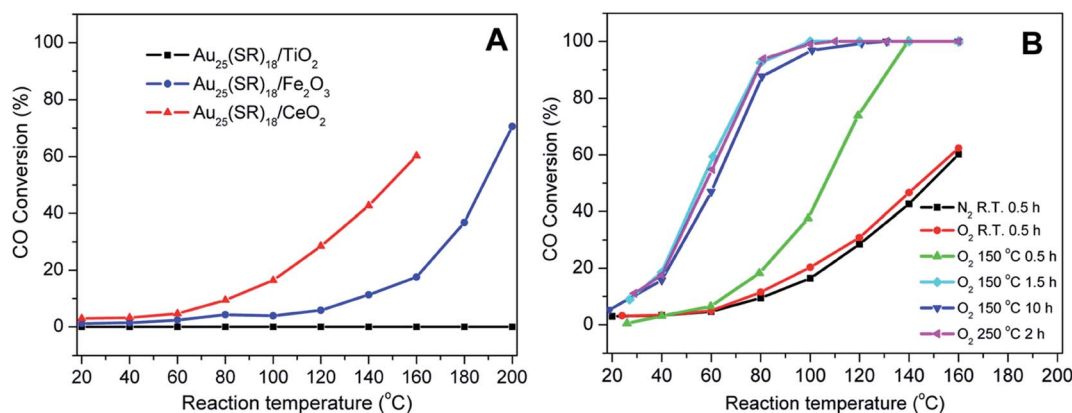 A
Au₂₅(SR)₁₈/TiO₂
Au₂₅(SR)₁₈/Fe₂O₃
Au₂₅(SR)₁₈/CeO₂
CO Conversion (%)
100
80
60
40
20
0
20 40 60 80 100 120 140 160 180 200
Reaction temperature (°C)
B
CO Conversion (%)
100
80
60
40
20
0
N₂ R.T. 0.5 h
O₂ R.T. 0.5 h
O₂ 150 °C 0.5 h
O₂ 150 °C 1.5 h
O₂ 150 °C 10 h
O₂ 250 °C 2 h
20 40 60 80 100 120 140 160 180 200
Reaction temperature (°C)